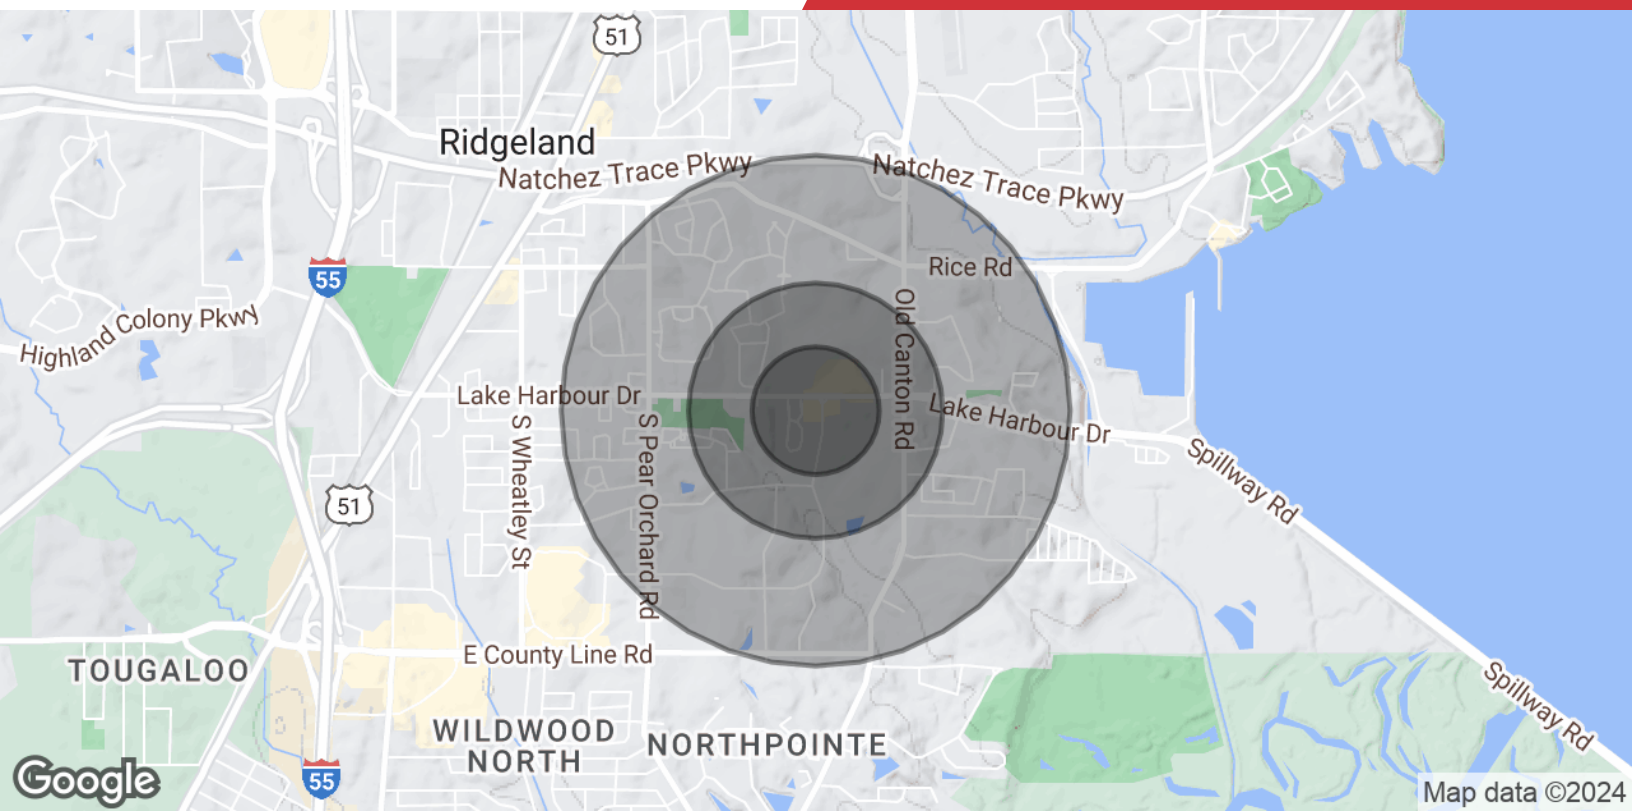 51
Ridgeland
Natchez Trace Pkwy
Natchez Trace Pkwy
Rice Rd
55
Highland Colony Pkwy
Old Canton Rd
Lake Harbour Dr
Lake Harbour Dr
S Wheatley St
S Pear Orchard Rd
Spillway Rd
51
E County Line Rd
TOUGALOO
Spillway Rd
WILDWOOD
NORTH
NORTHPOINTE
55
Google
Map data ©2024